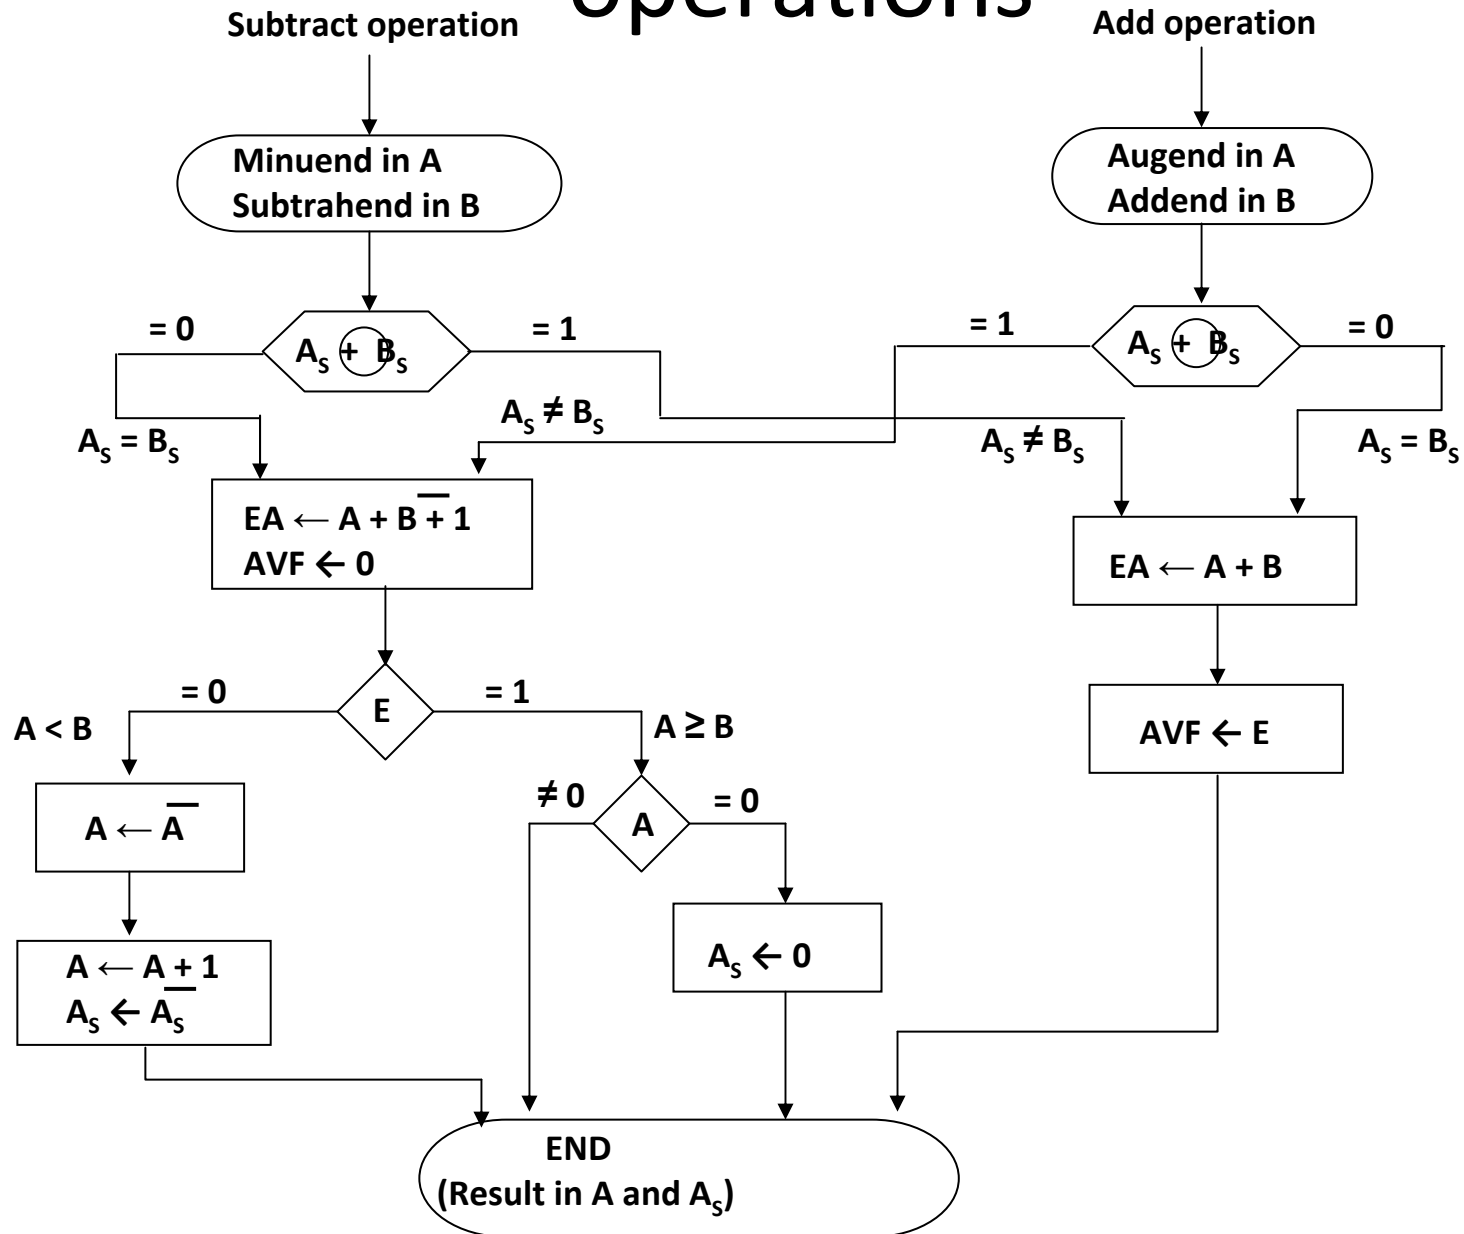 operations
Subtract operation
Add operation
Minuend in A
Subtrahend in B
Augend in A
Addend in B
= 0
A_S ⊕ B_S
= 1
= 1
A_S ⊕ B_S
= 0
A_S = B_S
A_S ≠ B_S
A_S ≠ B_S
A_S = B_S
EA ← A + B̅ + 1
AVF ← 0
EA ← A + B
= 0
E
= 1
A < B
A ≥ B
AVF ← E
≠ 0
A
= 0
A ← A̅
A_S ← 0
A ← A + 1
A_S ← A̅_S
END
(Result in A and A_S)